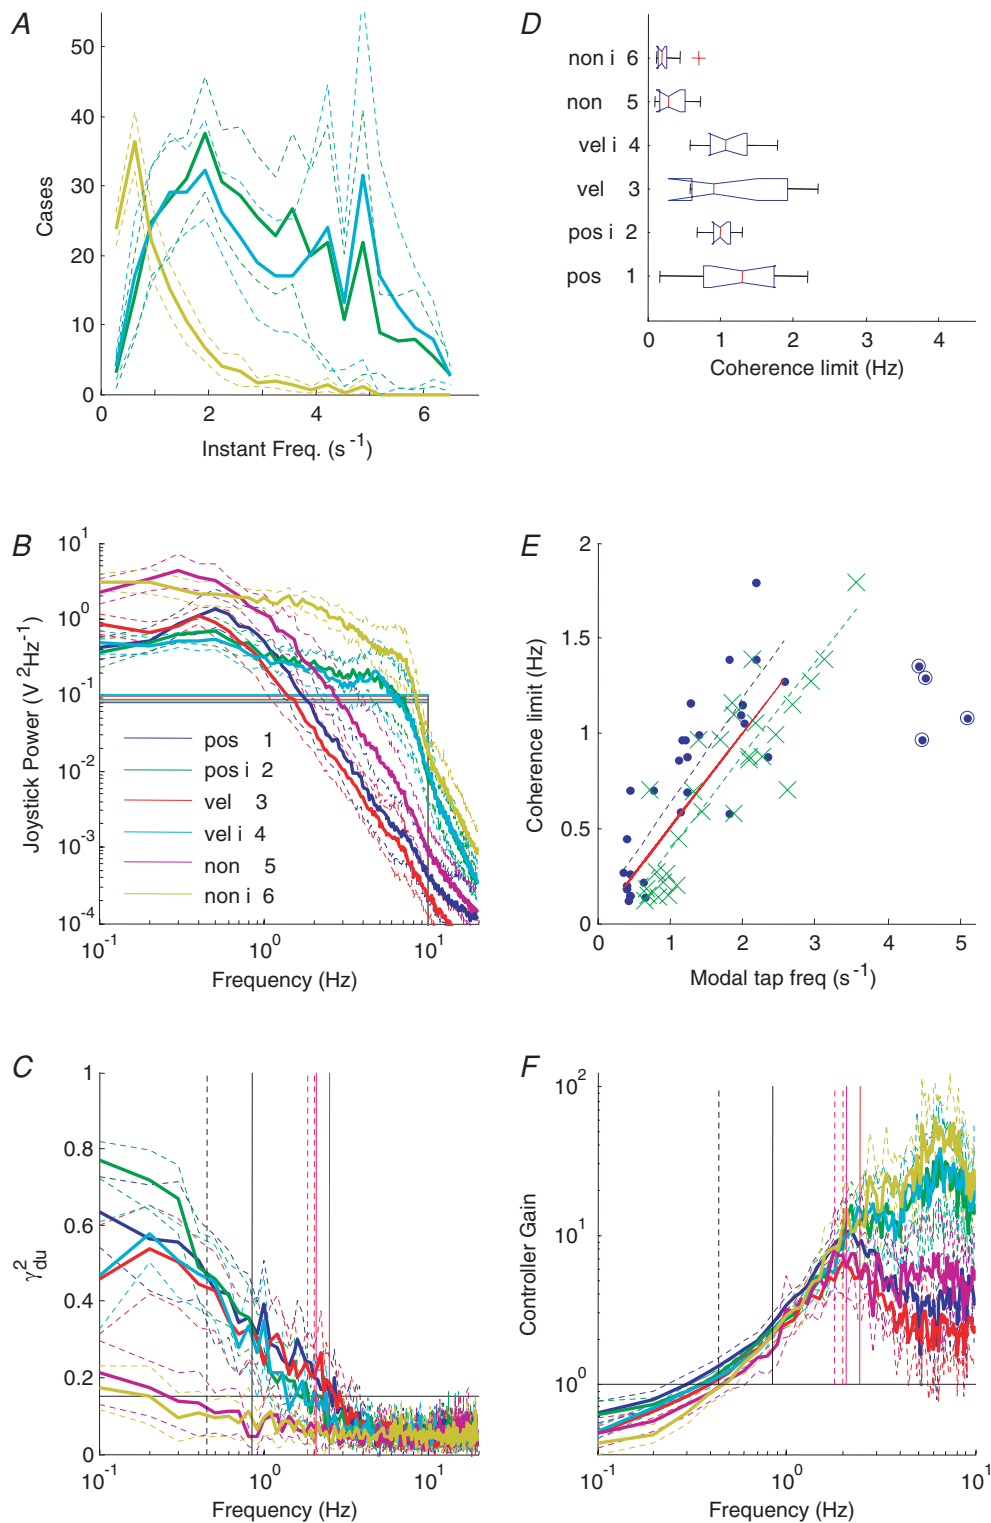 A
50
40
30
20
10
0
Cases
0 2 4 6
Instant Freq. (s⁻¹)
D
non i 6
non 5
vel i 4
vel 3
pos i 2
pos 1
0 1 2 3 4
Coherence limit (Hz)
B
10¹
10⁰
10⁻¹
10⁻²
10⁻³
10⁻⁴
Joystick Power (V²Hz⁻¹)
pos 1
pos i 2
vel 3
vel i 4
non 5
non i 6
10⁻¹ 10⁰ 10¹
Frequency (Hz)
E
2
1.5
1
0.5
0
Coherence limit (Hz)
0 1 2 3 4 5
Modal tap freq (s⁻¹)
C
1
0.8
0.6
0.4
0.2
0
γ²du
10⁻¹ 10⁰ 10¹
Frequency (Hz)
F
10²
10¹
10⁰
Controller Gain
10⁻¹ 10⁰ 10¹
Frequency (Hz)